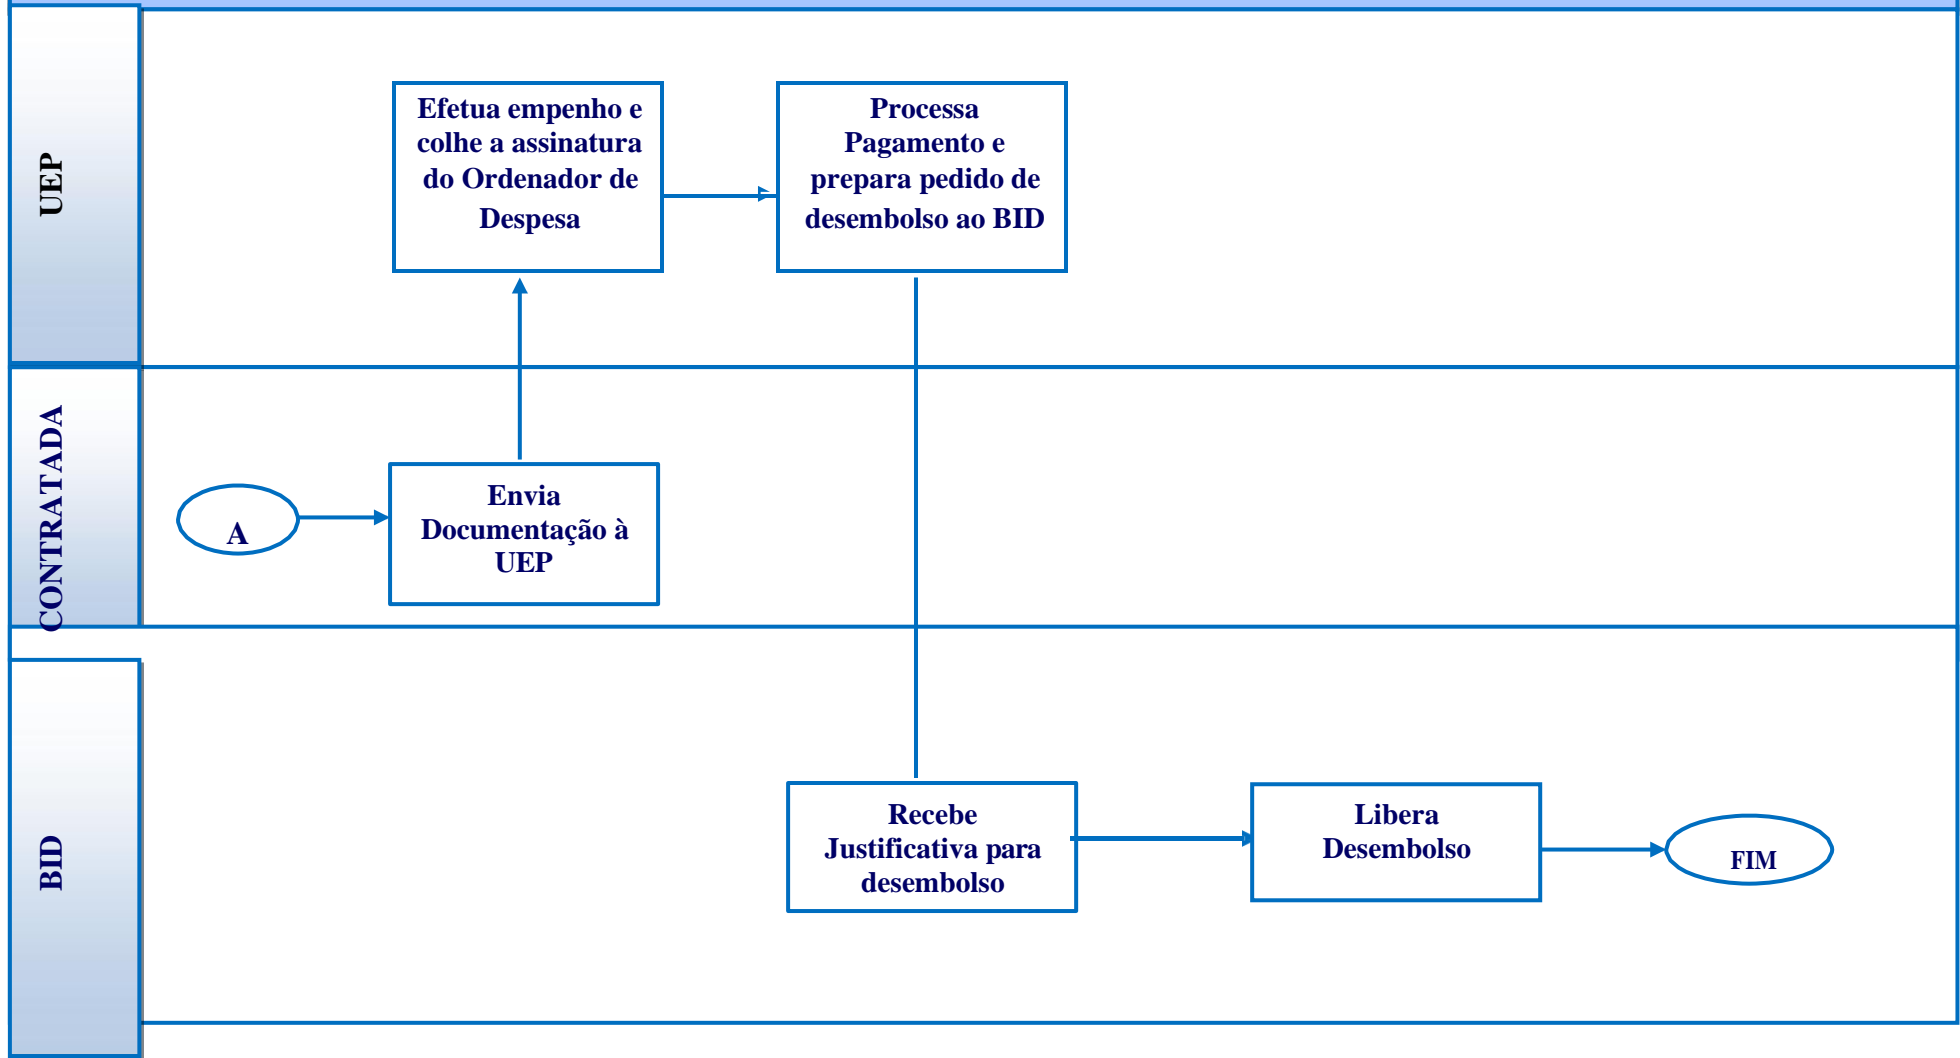 UEP
Efetua empenho e
colhe a assinatura
do Ordenador de
Despesa
Processa
Pagamento e
prepara pedido de
desembolso ao BID
CONTRATADA
A
Envia
Documentação à
UEP
BID
Recebe
Justificativa para
desembolso
Libera
Desembolso
FIM